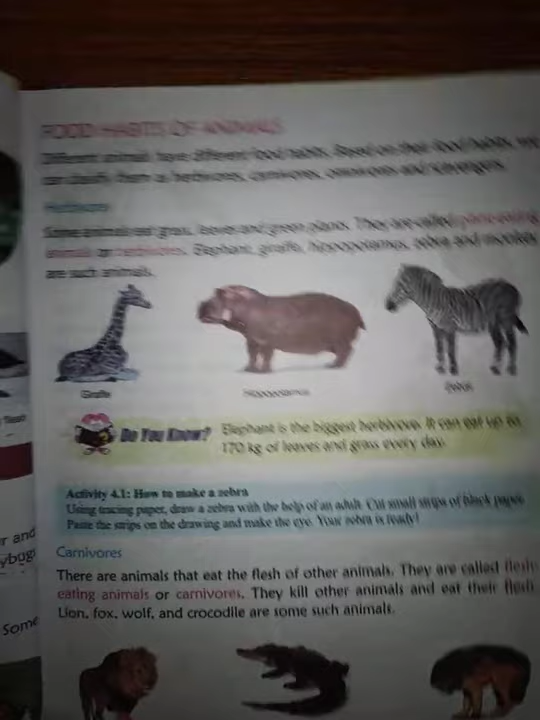 FOOD HABITS OF ANIMALS
Different animals have different food habits. Based on their food habits, we
can classify them as herbivores, carnivores, omnivores and scavengers.
Herbivores
Some animals eat grass, leaves and green plants. They are called plant-eating
animals or herbivores. Elephant, giraffe, hippopotamus, zebra and monkey
are such animals.
Giraffe
Hippopotamus
Zebra
Do You Know?
Elephant is the biggest herbivore. It can eat up to
170 kg of leaves and grass every day.
Activity 4.1: How to make a zebra
Using tracing paper, draw a zebra with the help of an adult. Cut small strips of black paper.
Paste the strips on the drawing and make the eye. Your zebra is ready!
Carnivores
There are animals that eat the flesh of other animals. They are called flesh-
eating animals or carnivores. They kill other animals and eat their flesh.
Lion, fox, wolf, and crocodile are some such animals.
r and
ybug
Some